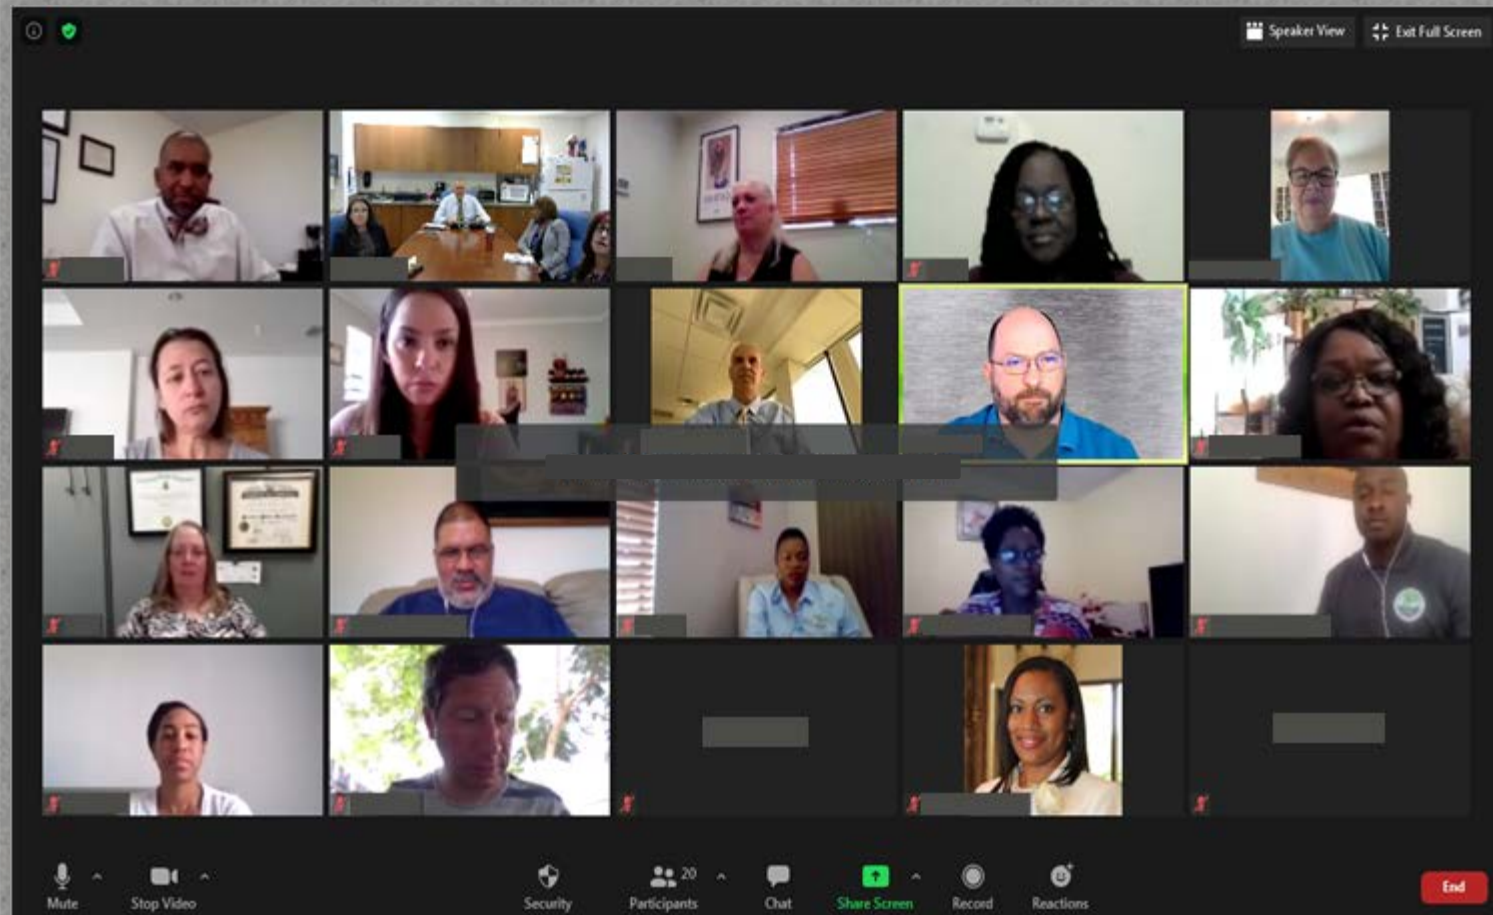 Speaker View
Exit Full Screen
Mute
Stop Video
Security
20
Participants
Chat
Share Screen
Record
Reactions
End